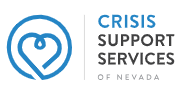 CRISIS
SUPPORT
SERVICES
OF NEVADA